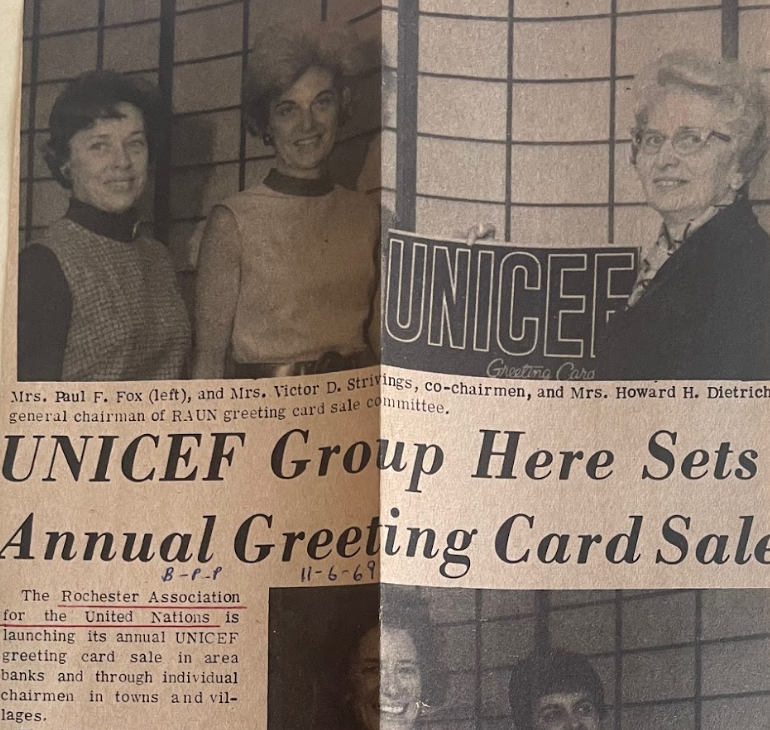 UNICEF
Greeting Card
Mrs. Paul F. Fox (left), and Mrs. Victor D. Strivings, co-chairmen, and Mrs. Howard H. Dietrich
general chairman of RAUN greeting card sale committee.
UNICEF Group Here Sets
Annual Greeting Card Sale
B-P-P 11-6-69
The Rochester Association
for the United Nations is
launching its annual UNICEF
greeting card sale in area
banks and through individual
chairmen in towns and vil-
lages.